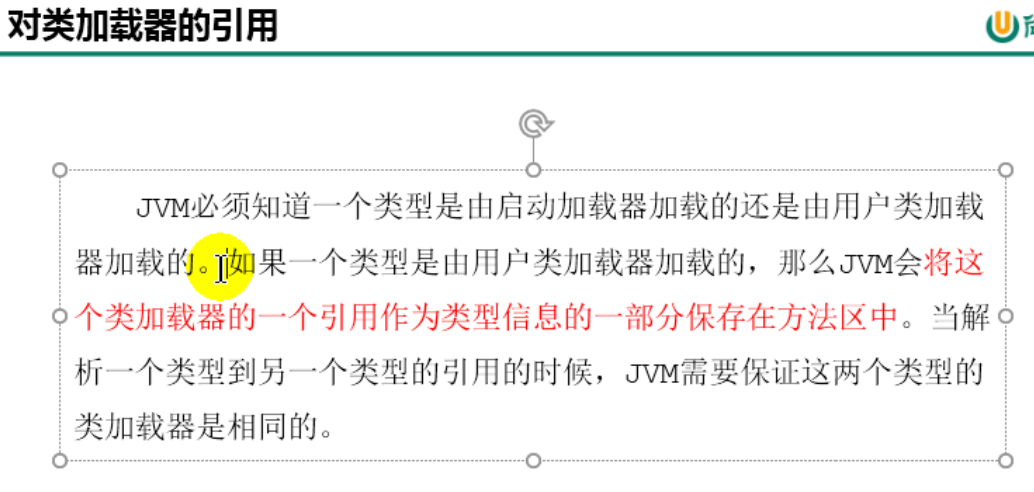 对类加载器的引用
JVM必须知道一个类型是由启动加载器加载的还是由用户类加载
器加载的。如果一个类型是由用户类加载器加载的，那么JVM会将这
个类加载器的一个引用作为类型信息的一部分保存在方法区中。当解
析一个类型到另一个类型的引用的时候，JVM需要保证这两个类型的
类加载器是相同的。